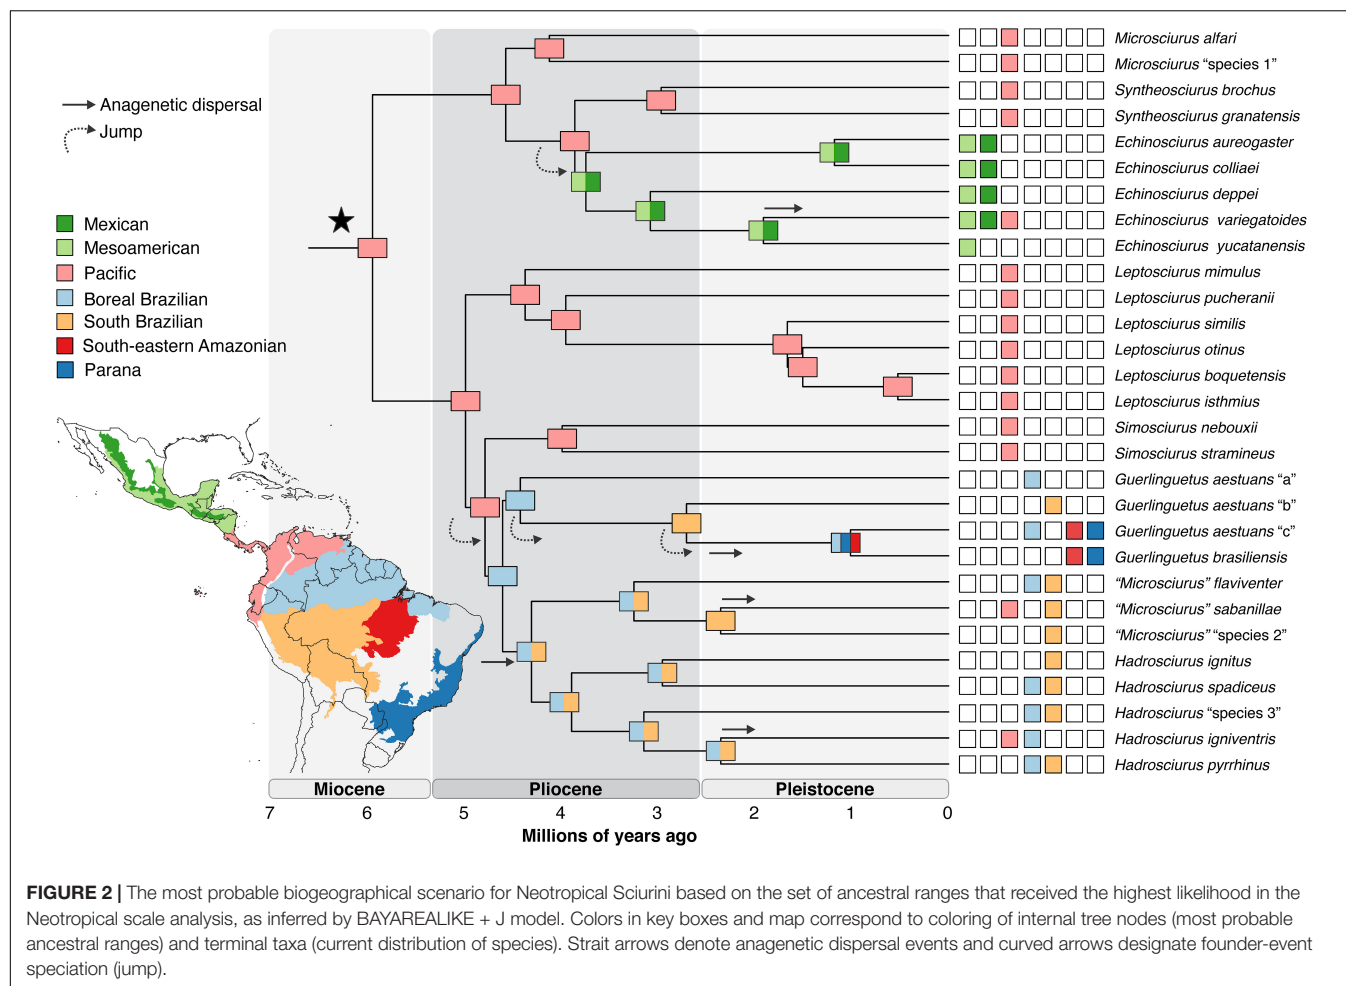 Anagenetic dispersal
Jump
Mexican
Mesoamerican
Pacific
Boreal Brazilian
South Brazilian
South-eastern Amazonian
Parana
Microsciurus alfari
Microsciurus “species 1”
Syntheosciurus brochus
Syntheosciurus granatensis
Echinosciurus aureogaster
Echinosciurus colliaei
Echinosciurus deppei
Echinosciurus variegatoides
Echinosciurus yucatanensis
Leptosciurus mimulus
Leptosciurus pucheranii
Leptosciurus similis
Leptosciurus otinus
Leptosciurus boquetensis
Leptosciurus isthmius
Simosciurus nebouxii
Simosciurus stramineus
Guerlinguetus aestuans “a”
Guerlinguetus aestuans “b”
Guerlinguetus aestuans “c”
Guerlinguetus brasiliensis
“Microsciurus” flaviventer
“Microsciurus” sabanillae
“Microsciurus” “species 2”
Hadrosciurus ignitus
Hadrosciurus spadiceus
Hadrosciurus “species 3”
Hadrosciurus igniventris
Hadrosciurus pyrrhinus
Miocene Pliocene Pleistocene
7 6 5 4 3 2 1 0
Millions of years ago
FIGURE 2 | The most probable biogeographical scenario for Neotropical Sciurini based on the set of ancestral ranges that received the highest likelihood in the
Neotropical scale analysis, as inferred by BAYAREALIKE + J model. Colors in key boxes and map correspond to coloring of internal tree nodes (most probable
ancestral ranges) and terminal taxa (current distribution of species). Strait arrows denote anagenetic dispersal events and curved arrows designate founder-event
speciation (jump).